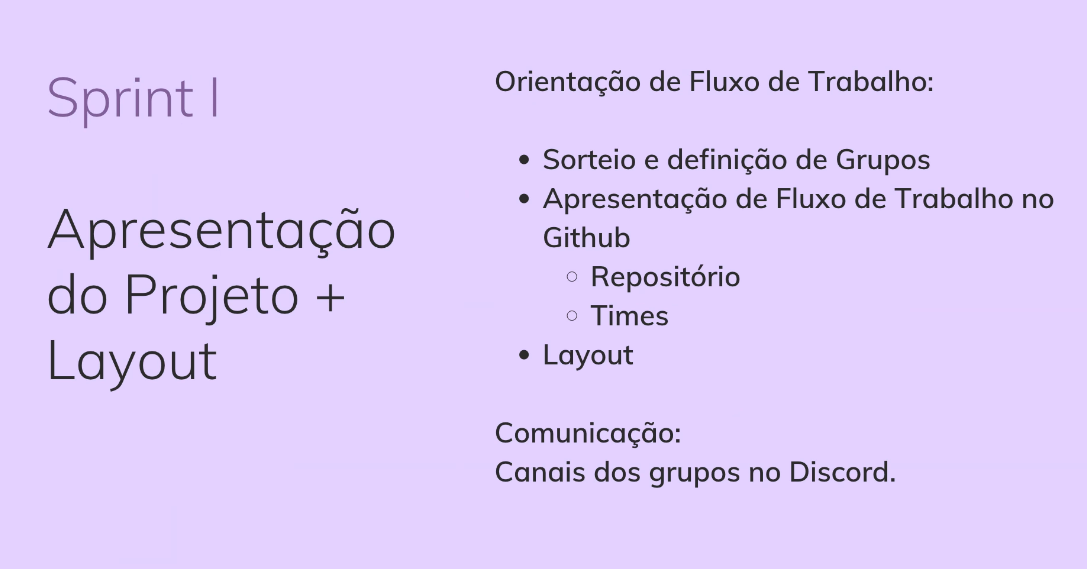 Sprint I
Apresentação
do Projeto +
Layout
Orientação de Fluxo de Trabalho:
• Sorteio e definição de Grupos
• Apresentação de Fluxo de Trabalho no
Github
○ Repositório
○ Times
• Layout
Comunicação:
Canais dos grupos no Discord.